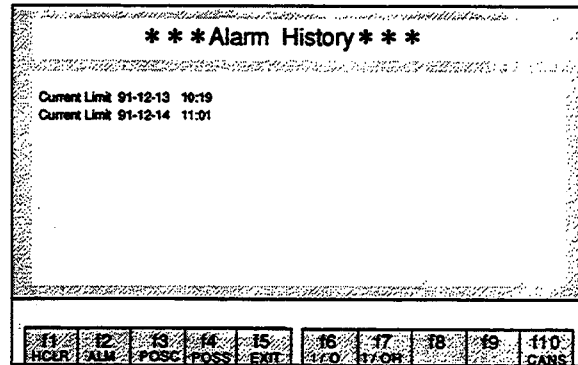 * * * Alarm History * * *
Current Limit 91-12-13 10:19
Current Limit 91-12-14 11:01
f1 f2 f3 f4 f5 f6 f7 f8 f9 f10
HCLR ALM POSC POSS EXIT I/O I/OH CANS